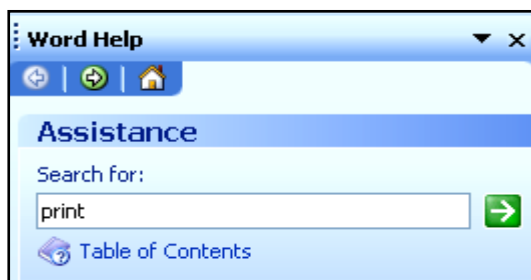 Word Help
Assistance
Search for:
print
Table of Contents